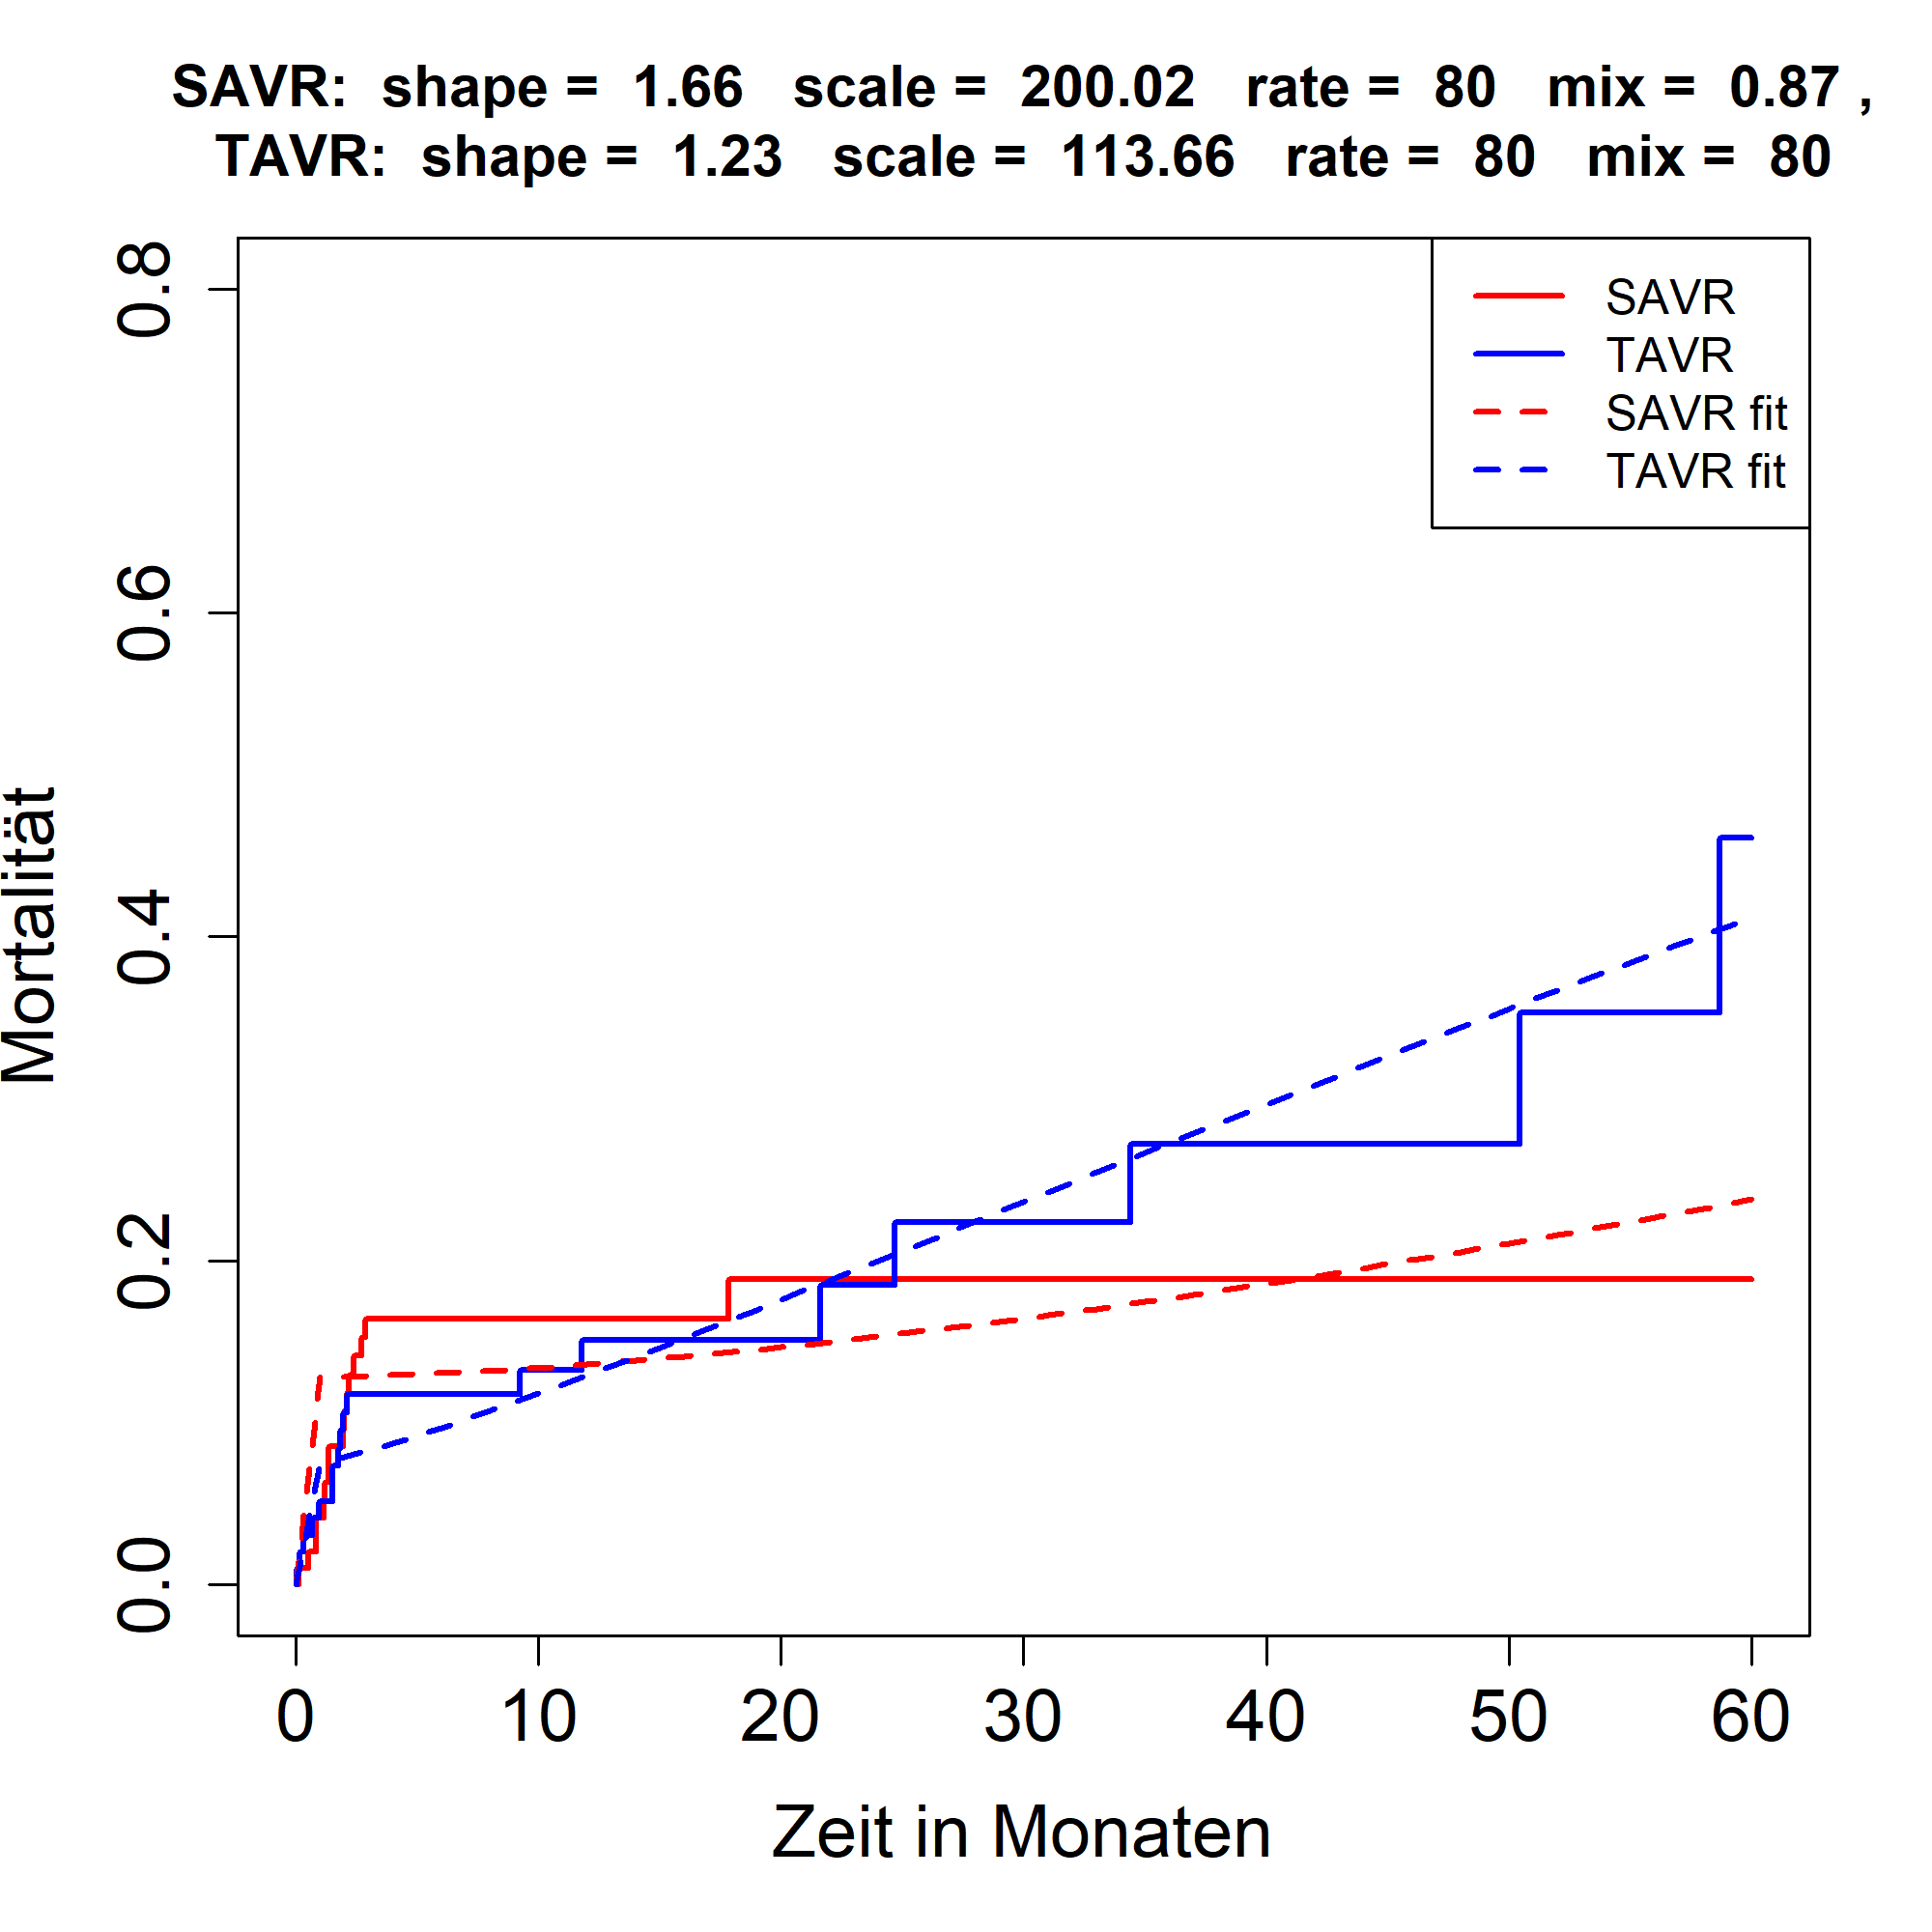 SAVR: shape = 1.66 scale = 200.02 rate = 80 mix = 0.87 ,
TAVR: shape = 1.23 scale = 113.66 rate = 80 mix = 80
SAVR
TAVR
SAVR fit
TAVR fit
Mortalität
0.8
0.6
0.4
0.2
0.0
0 10 20 30 40 50 60
Zeit in Monaten